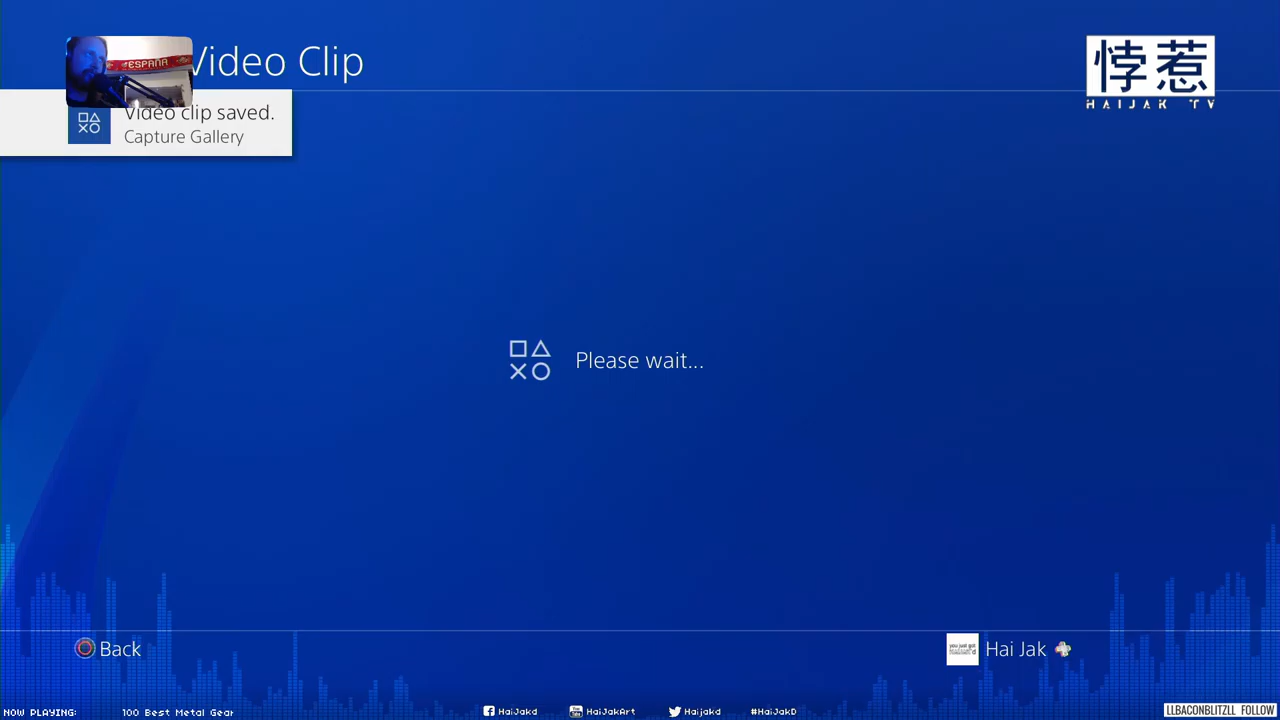 ESPAÑA
Video Clip
悖惹
HAIJAK TV
Video clip saved.
Capture Gallery
Please wait...
Back
Hai Jak
NOW PLAYING:
100 Best Metal Gear
HaiJakd
HaiJakArt
Haijakd
#HaiJakD
LLBACONBLITZLL FOLLOW